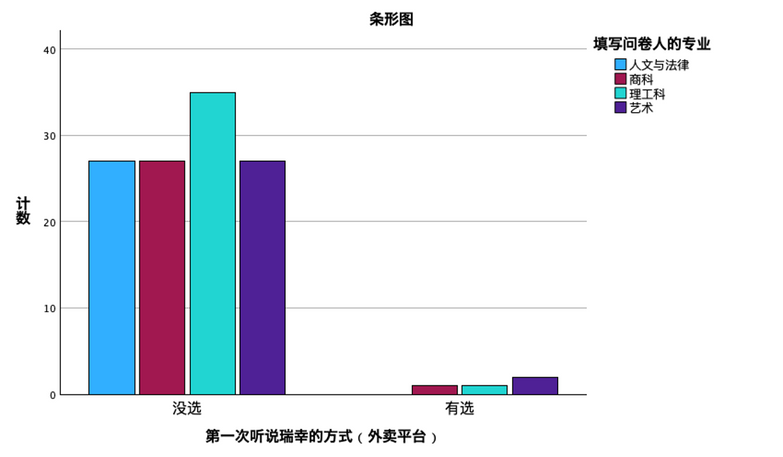 条形图
填写问卷人的专业
人文与法律
商科
理工科
艺术
计数
40
30
20
10
0
没选
有选
第一次听说瑞幸的方式（外卖平台）